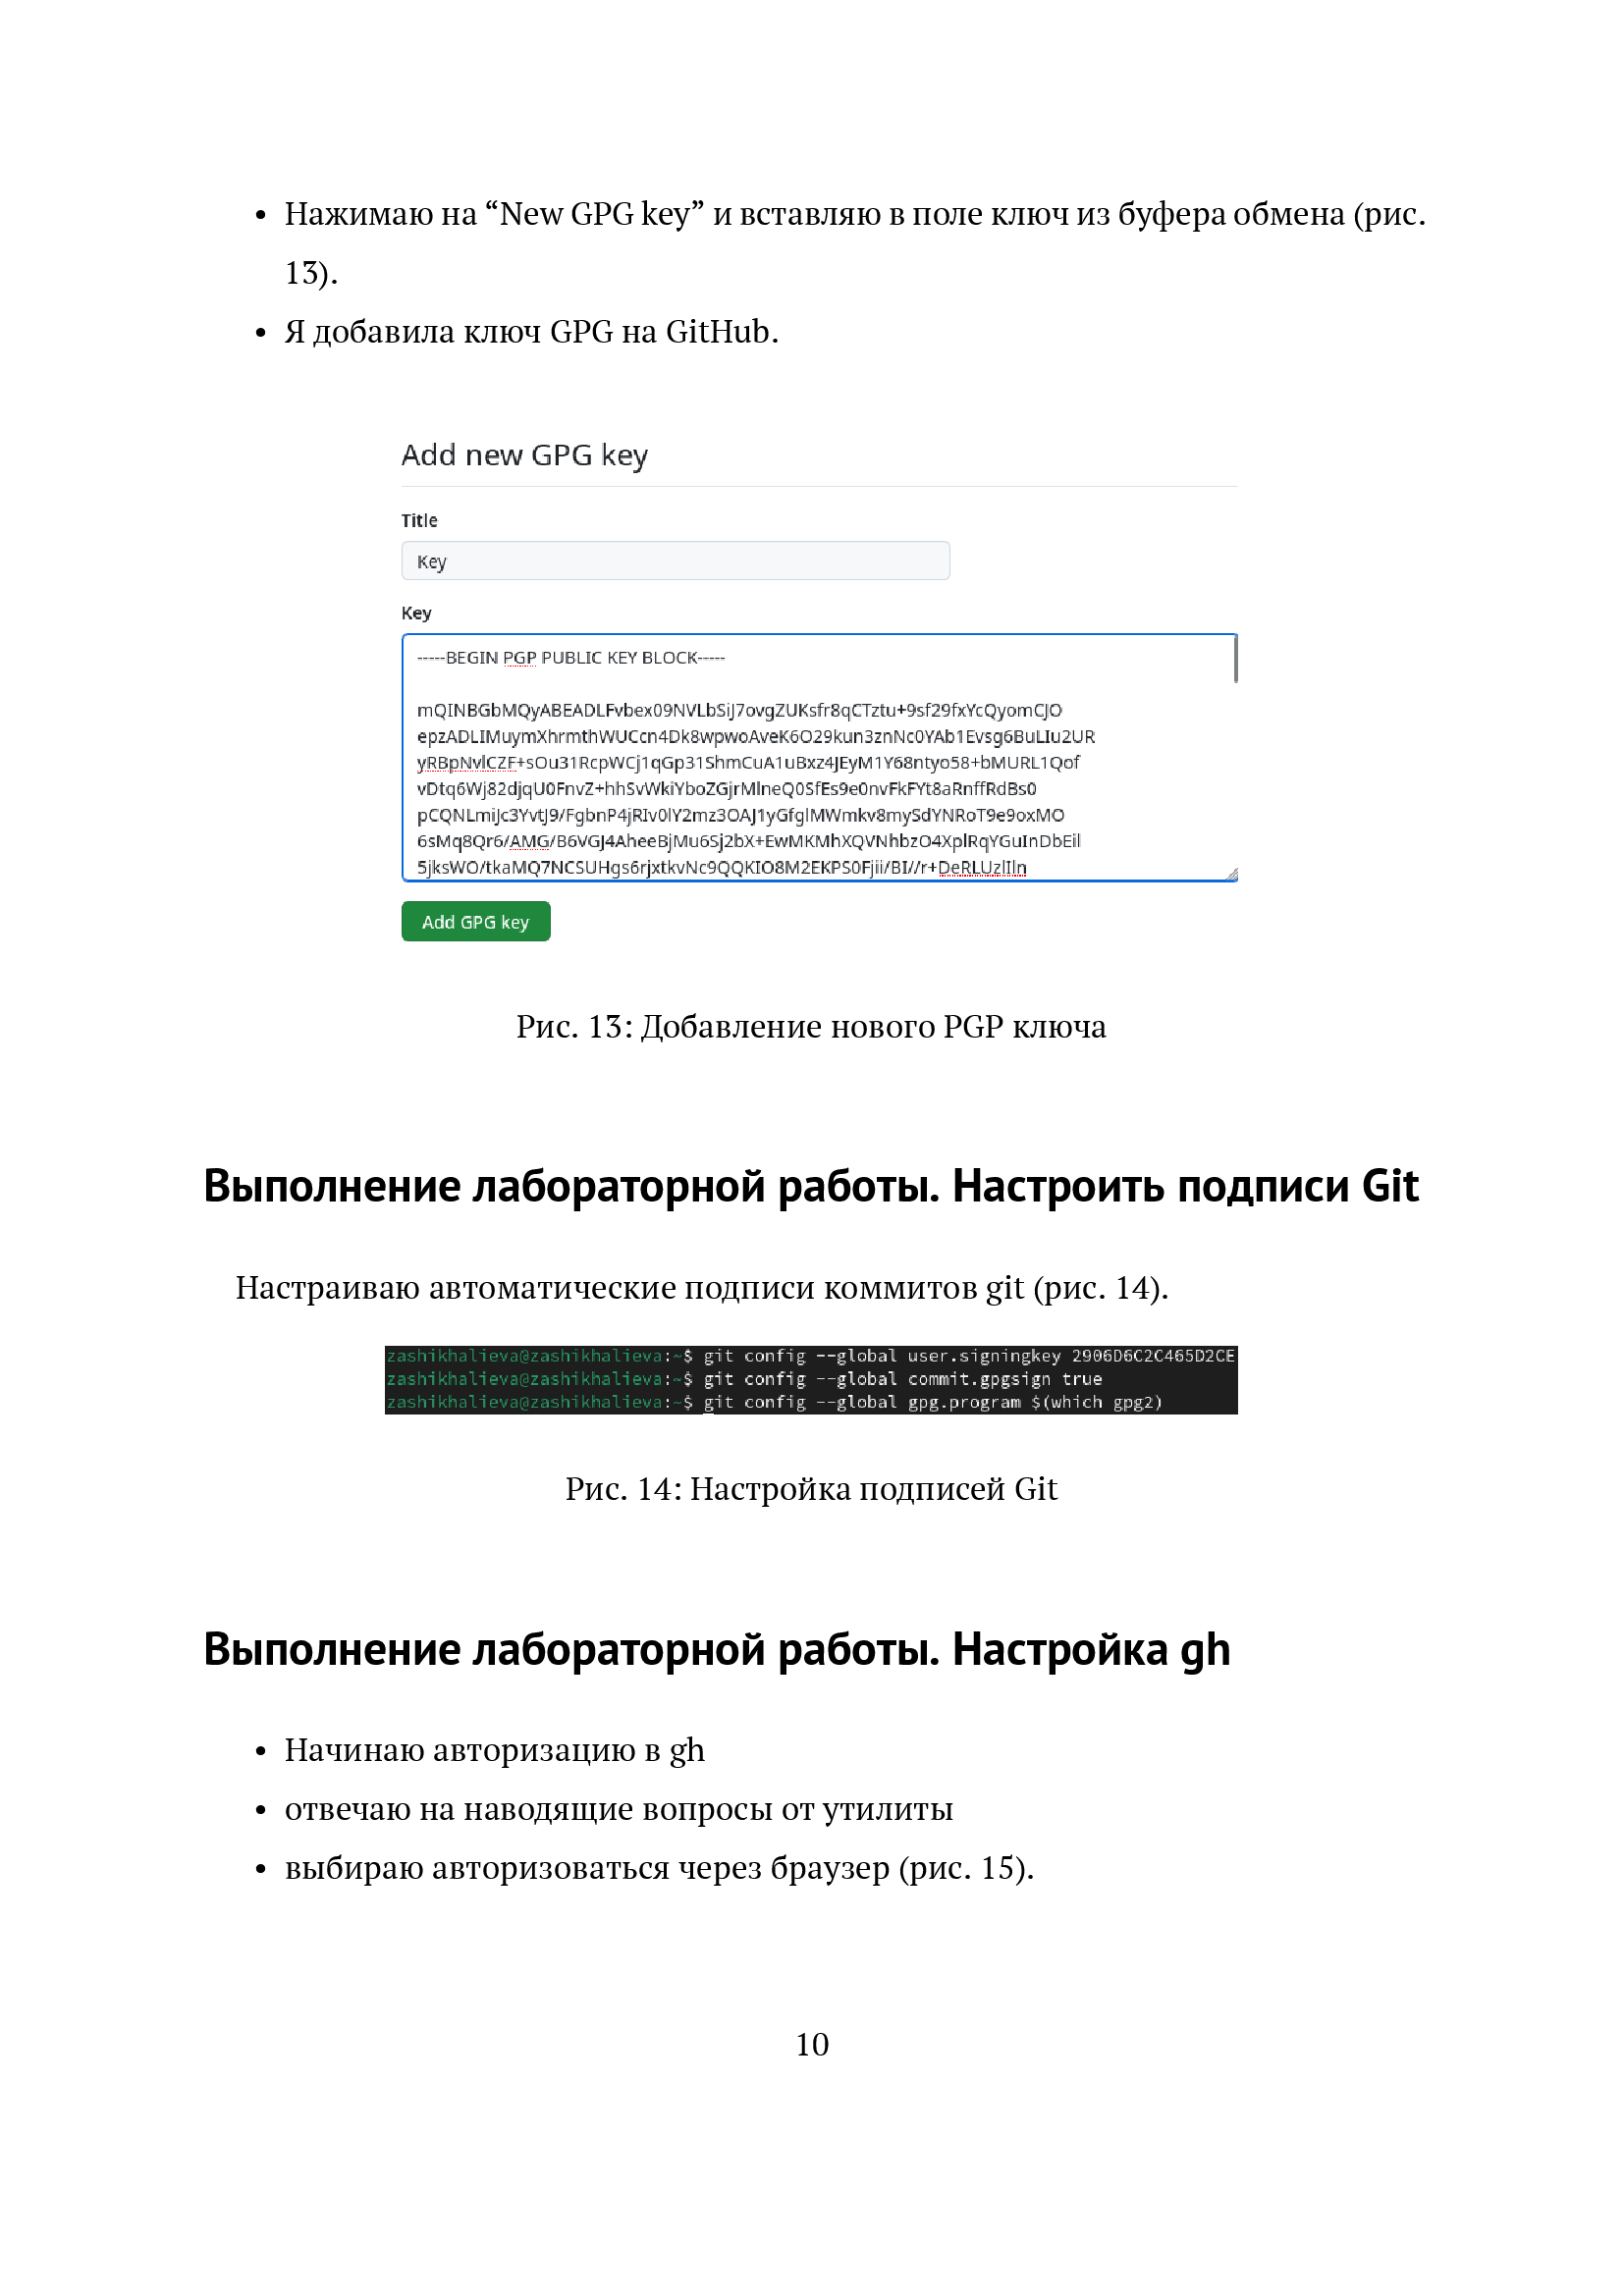 • Нажимаю на “New GPG key” и вставляю в поле ключ из буфера обмена (рис.
13).
• Я добавила ключ GPG на GitHub.
Add new GPG key
Title
Key
Key
-----BEGIN PGP PUBLIC KEY BLOCK-----
mQINBGbMQyABEADLFvbex09NVLbSiJ7ovgZUKsfr8qCTztu+9sf29fxYcQyomCJO
epzADLIMuymXhrmthWUCcn4Dk8wpwoAveK6O29kun3znNc0YAb1Evsg6BuLIu2UR
yRBpNvlCZF+sOu31RcpWCj1qGp31ShmCuA1uBxz4JEyM1Y68ntyo58+bMURL1Qof
vDtq6Wj82djqU0FnvZ+hhSvWkiYboZGjrMlneQ0SfEs9e0nvFkFYt8aRnffRdBs0
pCQNLmiJc3YvtJ9/FgbnP4jRIv0lY2mz3OAJ1yGfglMWmkv8mySdYNRoT9e9oxMO
6sMq8Qr6/AMG/B6VGJ4AheeBjMu6Sj2bX+EwMKMhXQVNhbzO4XplRqYGuInDbEil
5jksWO/tkaMQ7NCSUHgs6rjxtkvNc9QQKIO8M2EKPS0Fjii/BI//r+DeRLUzlIln
Add GPG key
Рис. 13: Добавление нового PGP ключа
Выполнение лабораторной работы. Настроить подписи Git
Настраиваю автоматические подписи коммитов git (рис. 14).
zashikhalieva@zashikhalieva:~$ git config --global user.signingkey 2906D6C2C465D2CE
zashikhalieva@zashikhalieva:~$ git config --global commit.gpgsign true
zashikhalieva@zashikhalieva:~$ git config --global gpg.program $(which gpg2)
Рис. 14: Настройка подписей Git
Выполнение лабораторной работы. Настройка gh
• Начинаю авторизацию в gh
• отвечаю на наводящие вопросы от утилиты
• выбираю авторизоваться через браузер (рис. 15).
10